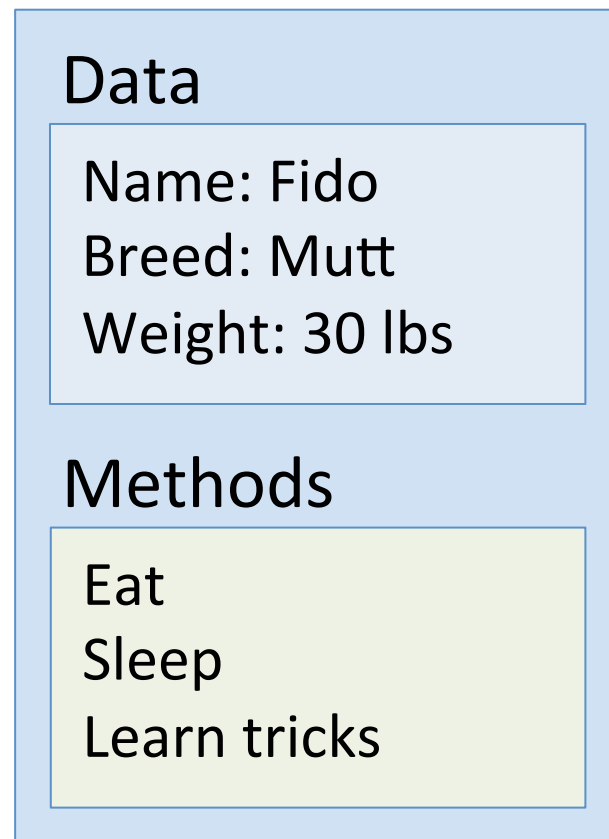 Data
Name: Fido
Breed: Mutt
Weight: 30 lbs
Methods
Eat
Sleep
Learn tricks